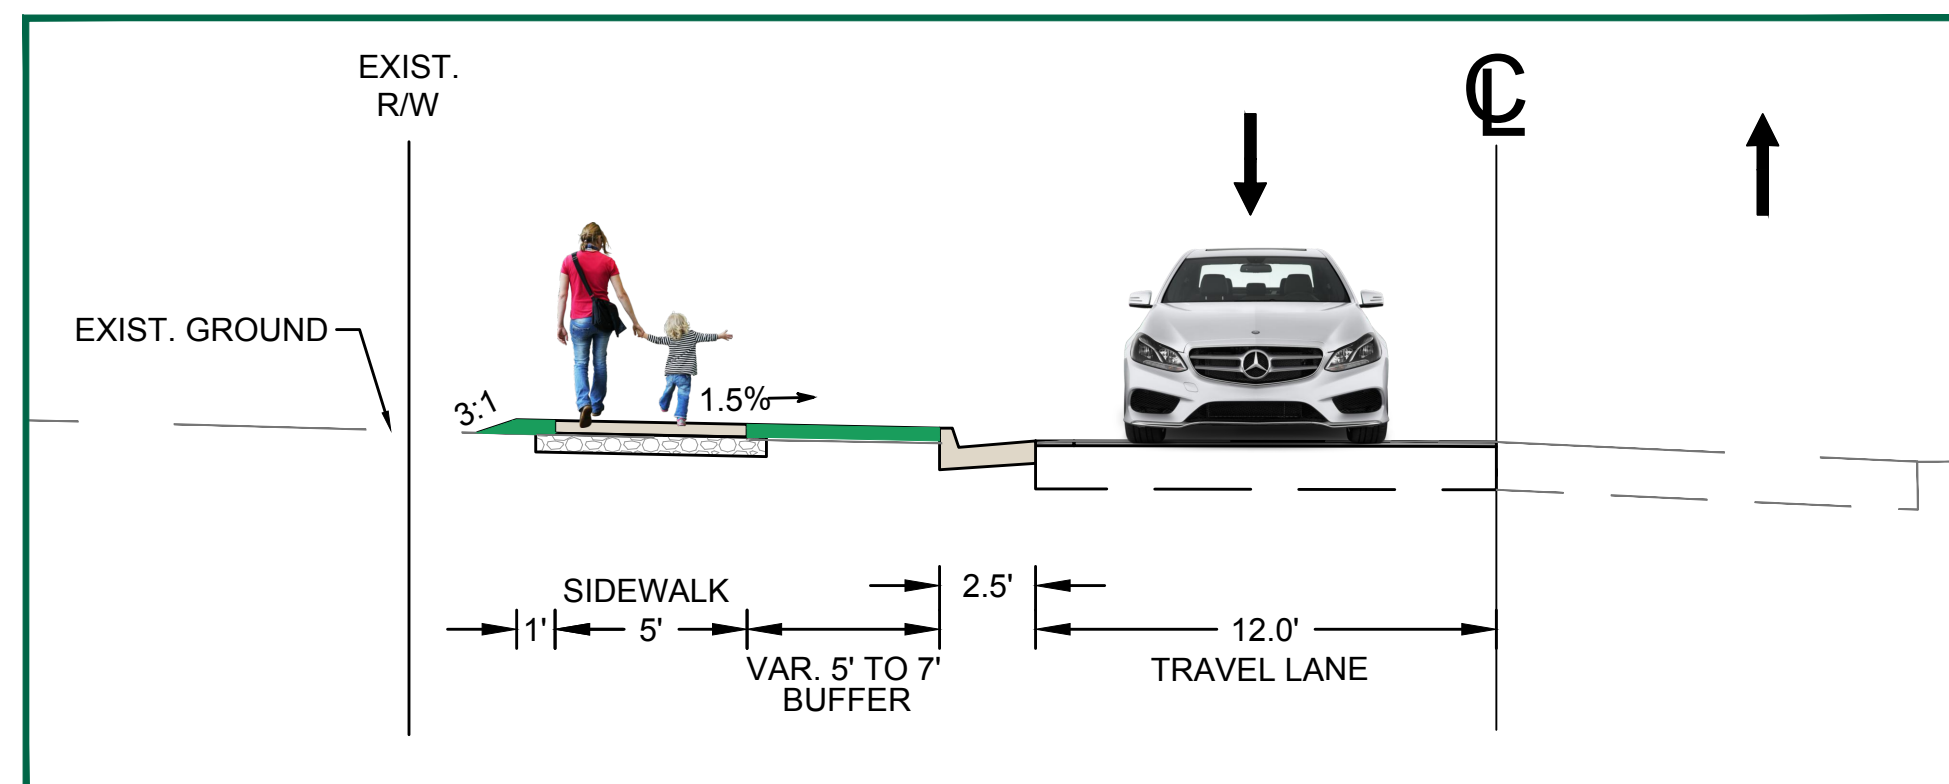 EXIST.
R/W
CL
EXIST. GROUND
3:1
1.5%
SIDEWALK
2.5'
1'
5'
12.0'
VAR. 5' TO 7'
BUFFER
TRAVEL LANE